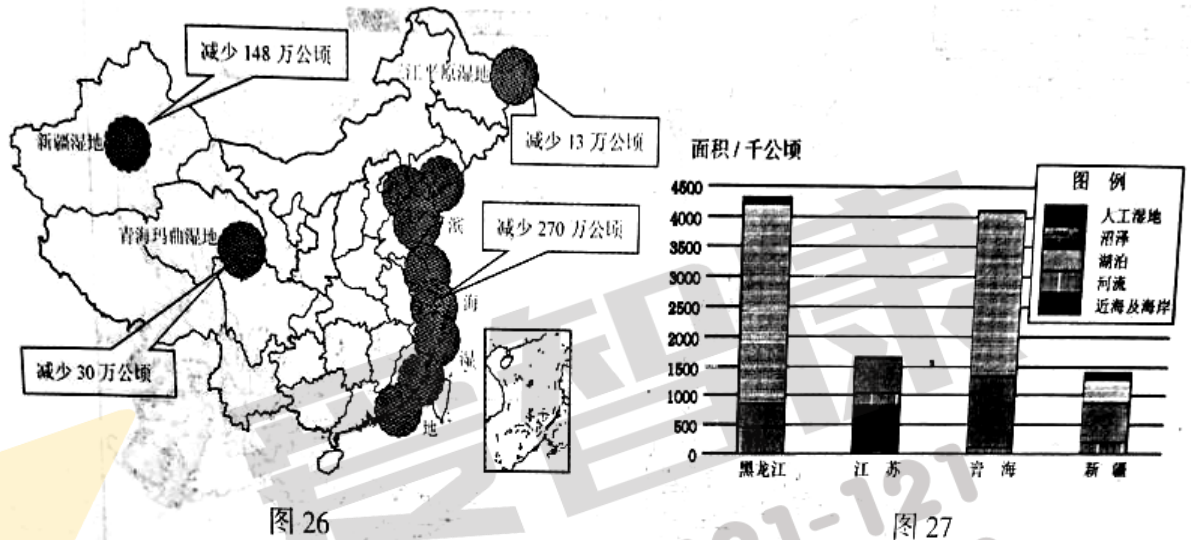 减少 148 万公顷
江平原湿地
减少 13 万公顷
新疆湿地
青海玛曲湿地
滨
海
湿
地
减少 270 万公顷
减少 30 万公顷
图 26
面积 / 千公顷
4500
4000
3500
3000
2500
2000
1500
1000
500
0
黑龙江
江 苏
青 海
新 疆
图 例
人工湿地
沼泽
湖泊
河流
近海及海岸
图 27
智康